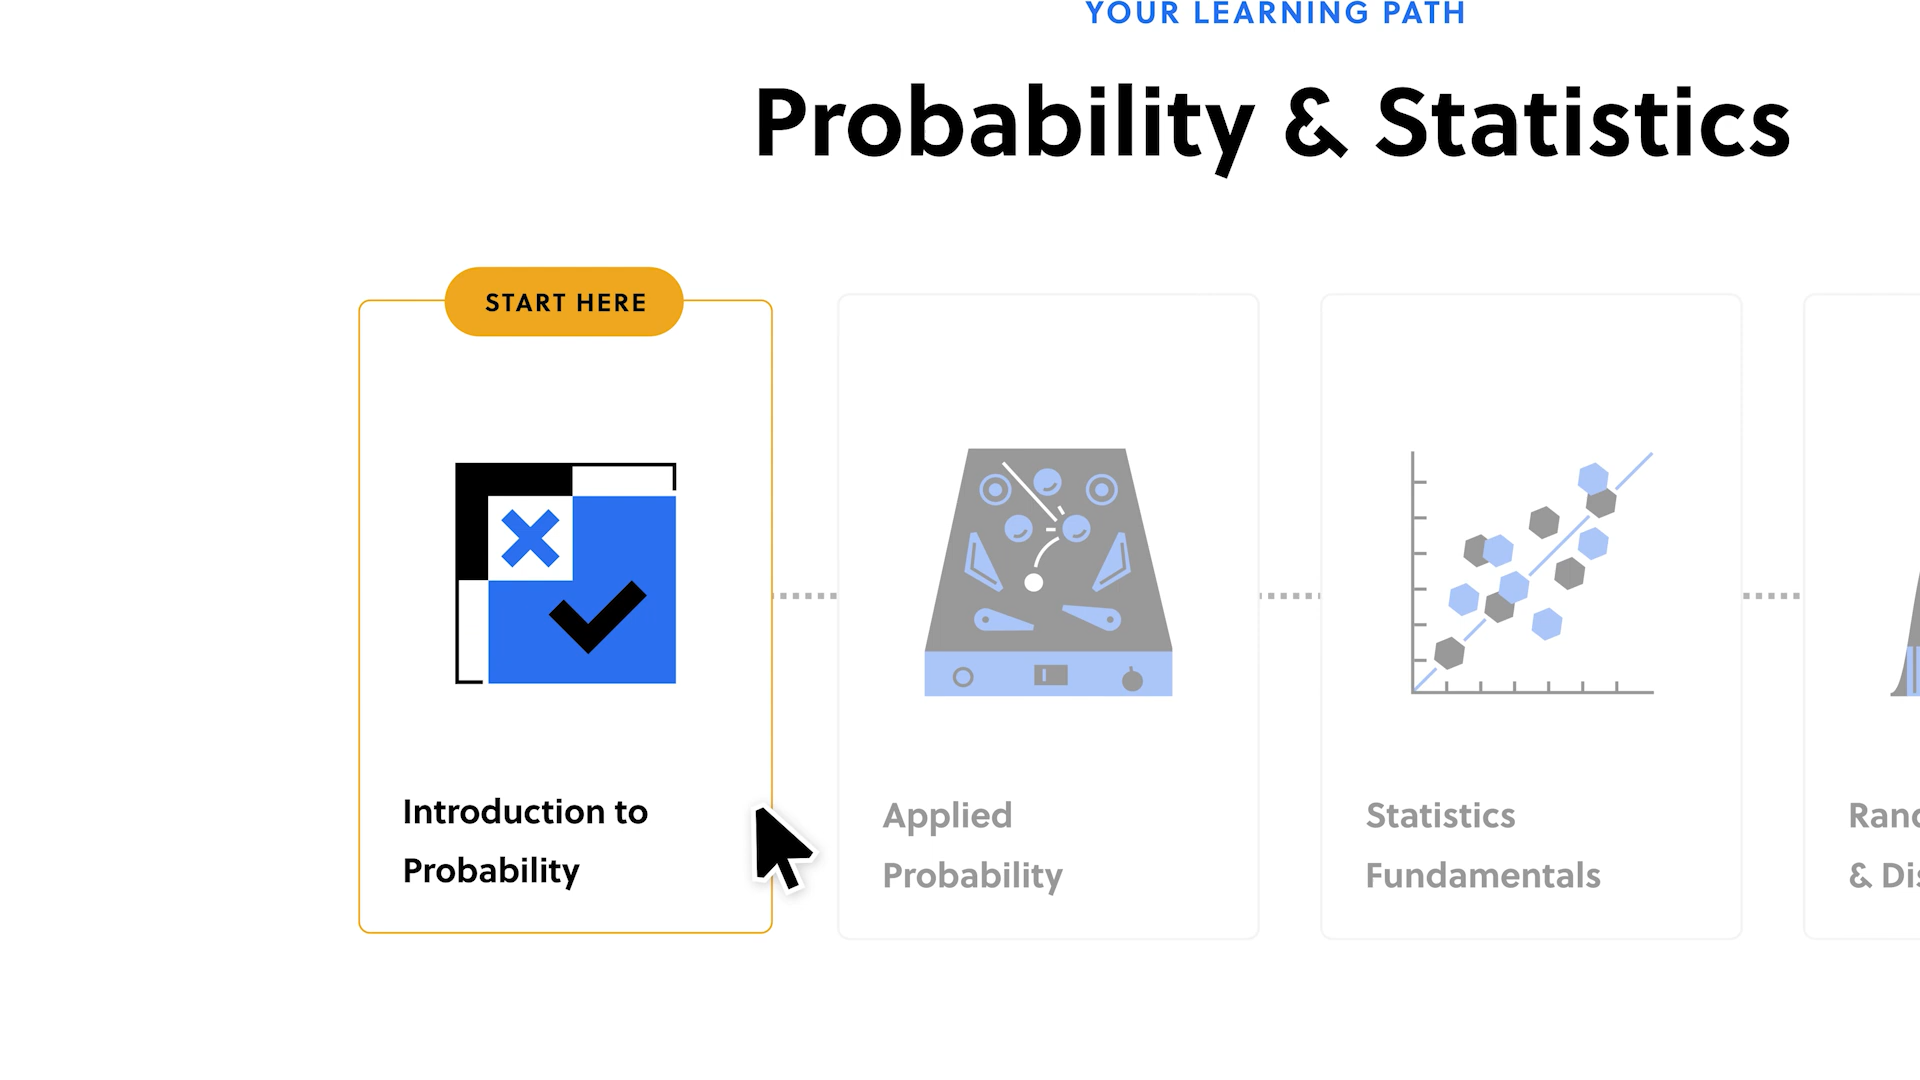 YOUR LEARNING PATH
Probability & Statistics
START HERE
Introduction to
Probability
Applied
Probability
Statistics
Fundamentals